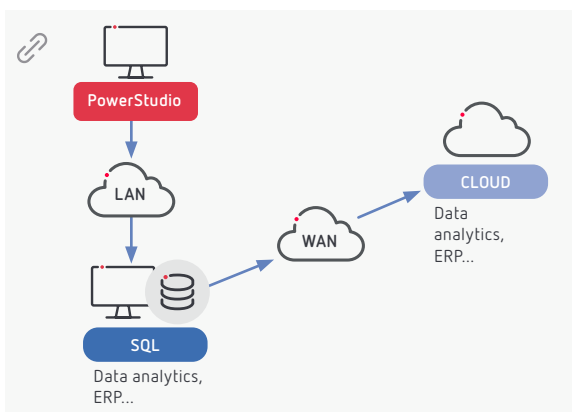 PowerStudio
LAN
CLOUD
Data
analytics,
ERP...
WAN
SQL
Data analytics,
ERP...